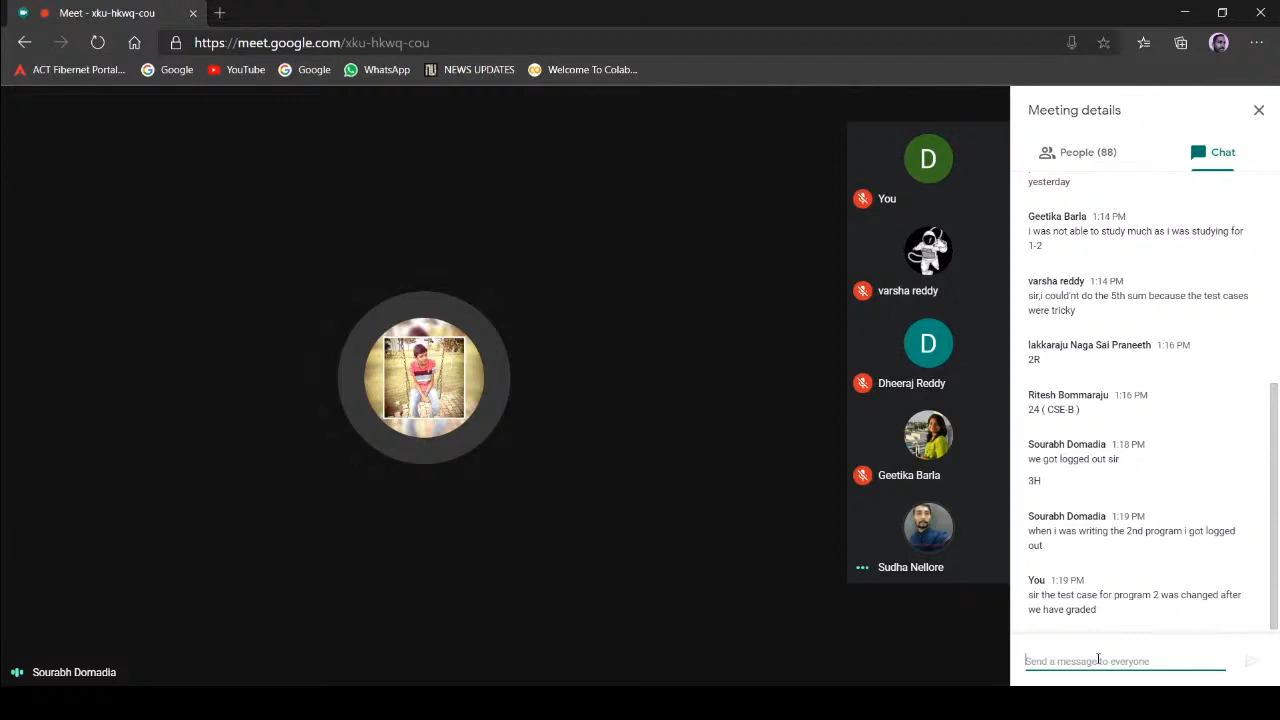 Meet - xku-hkwq-cou
https://meet.google.com/xku-hkwq-cou
ACT Fibernet Portal...
Google
YouTube
Google
WhatsApp
NEWS UPDATES
Welcome To Colab...
Meeting details
People (88)
Chat
yesterday
Geetika Barla 1:14 PM
i was not able to study much as i was studying for
1-2
varsha reddy 1:14 PM
sir,i could'nt do the 5th sum because the test cases
were tricky
lakkaraju Naga Sai Praneeth 1:16 PM
2R
Ritesh Bommaraju 1:16 PM
24 ( CSE-B )
Sourabh Domadia 1:18 PM
we got logged out sir
3H
Sourabh Domadia 1:19 PM
when i was writing the 2nd program i got logged
out
You 1:19 PM
sir the test case for program 2 was changed after
we have graded
Send a message to everyone
D
You
varsha reddy
D
Dheeraj Reddy
Geetika Barla
Sudha Nellore
Sourabh Domadia